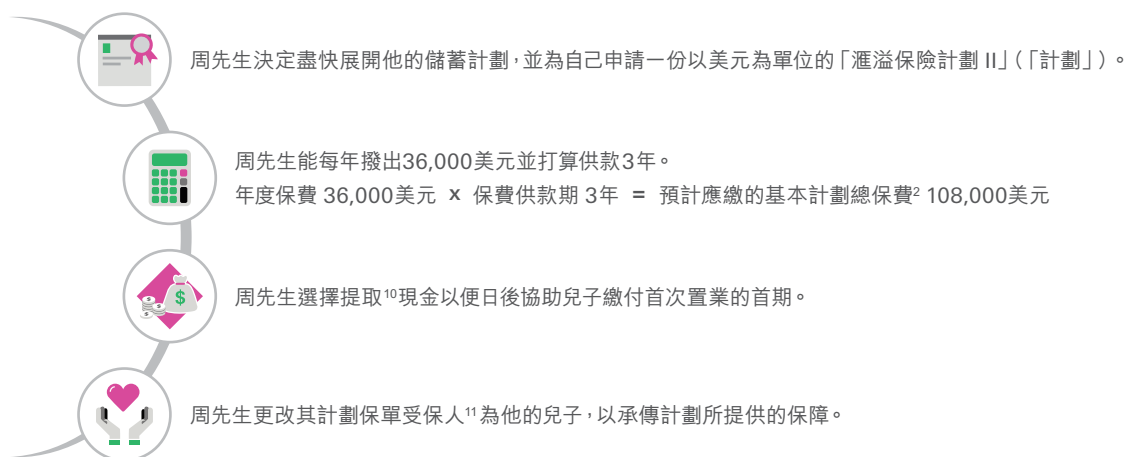 周先生決定盡快展開他的儲蓄計劃，並為自己申請一份以美元為單位的「滙溢保險計劃 II」（「計劃」）。
周先生能每年撥出36,000美元並打算供款3年。
年度保費 36,000美元 x 保費供款期 3年 = 預計應繳的基本計劃總保費² 108,000美元
$ $ $ $
周先生選擇提取¹⁰現金以便日後協助兒子繳付首次置業的首期。
周先生更改其計劃保單受保人¹¹ 為他的兒子，以承傳計劃所提供的保障。